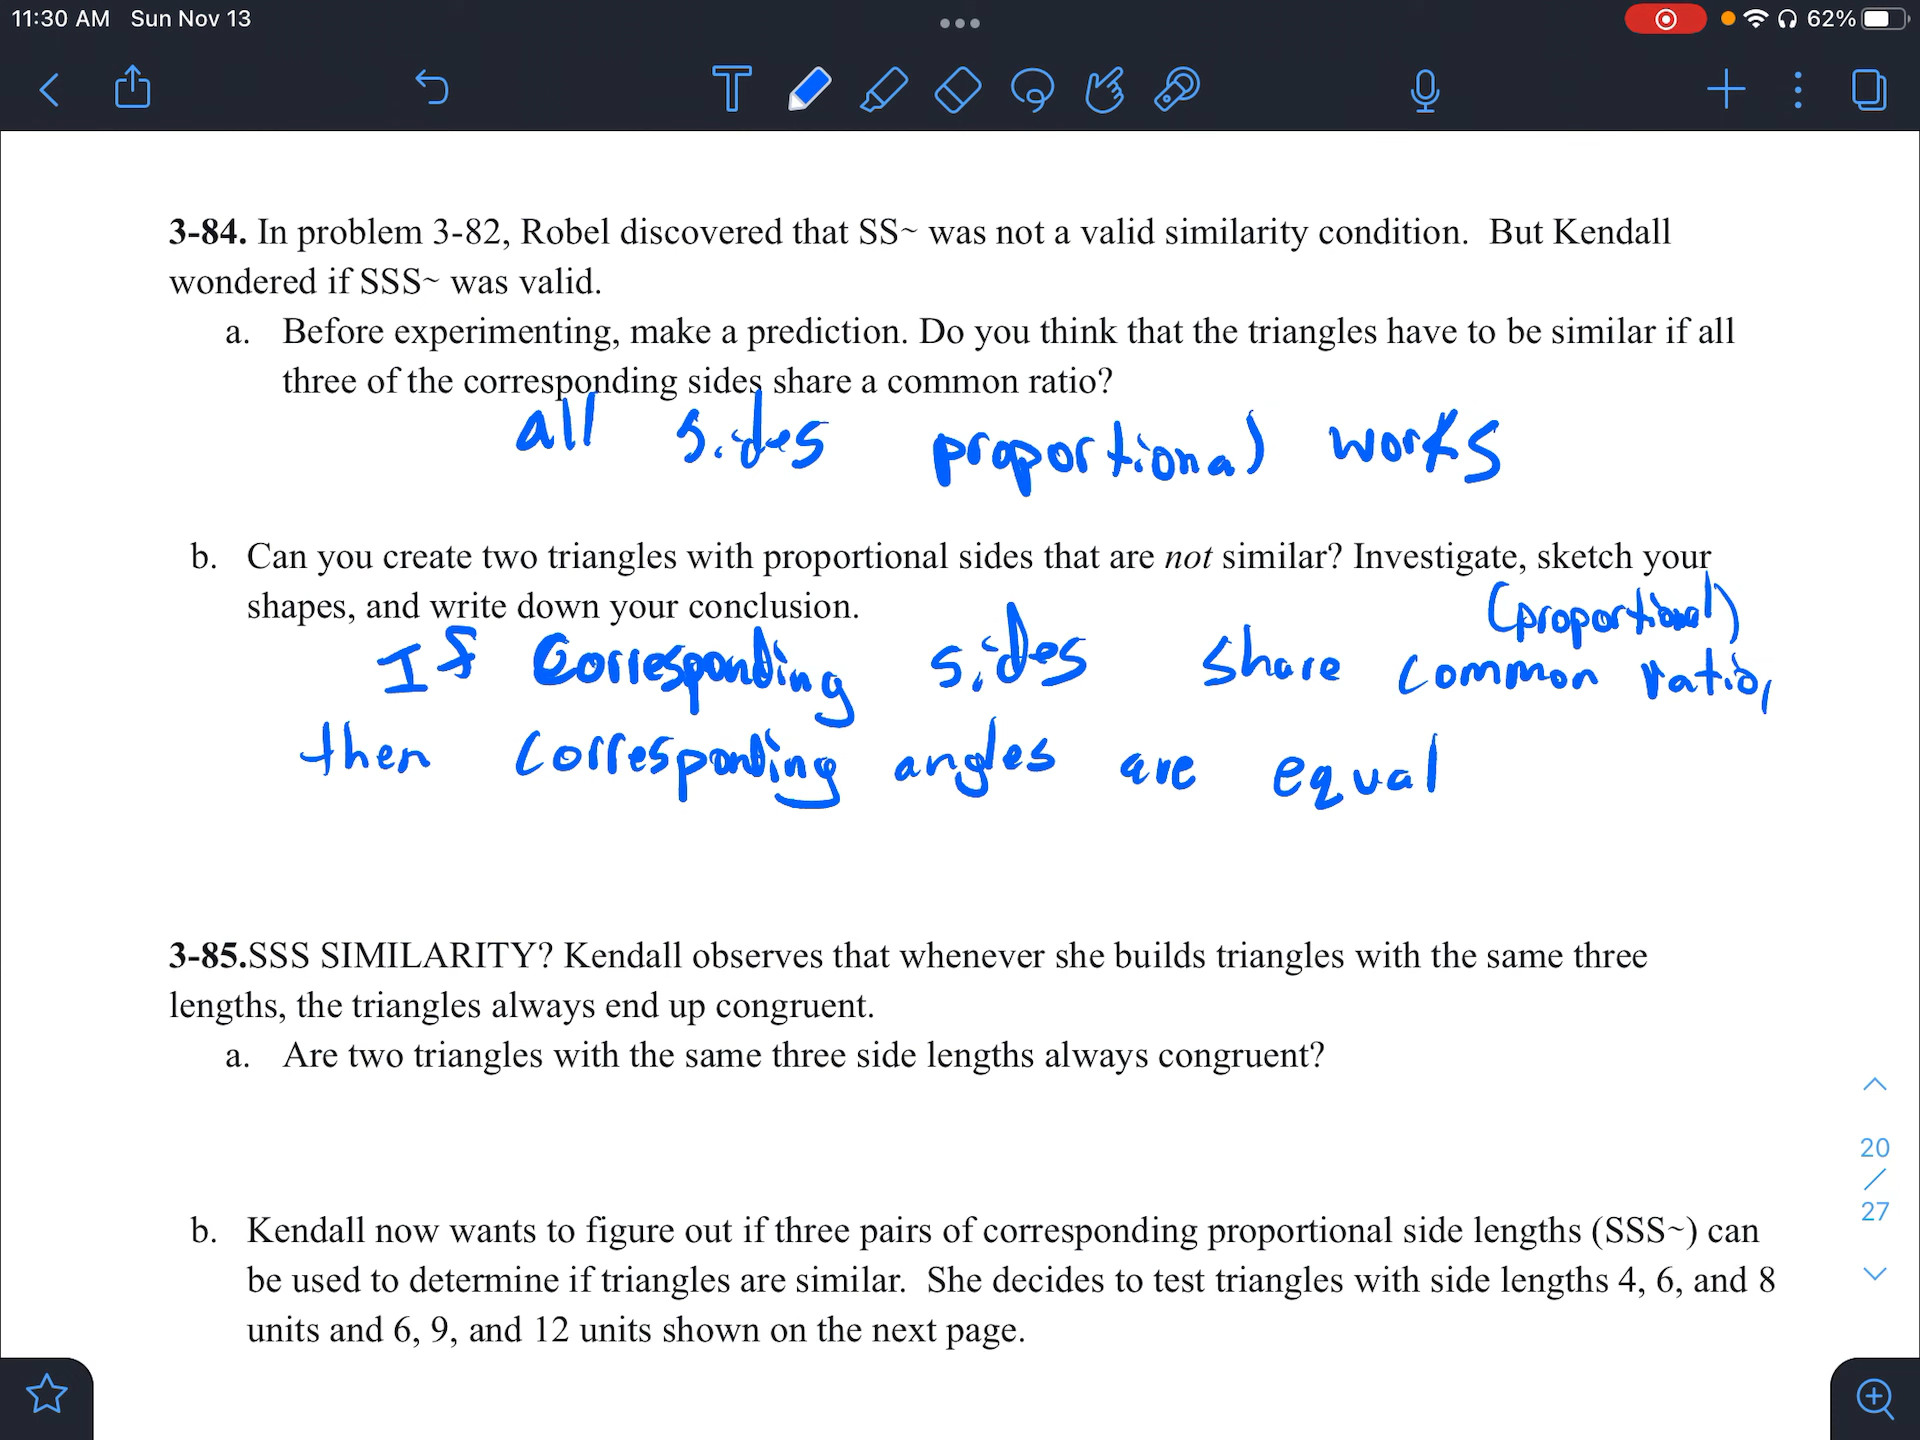 11:30 AM Sun Nov 13
62%
3-84. In problem 3-82, Robel discovered that SS~ was not a valid similarity condition. But Kendall
wondered if SSS~ was valid.
a. Before experimenting, make a prediction. Do you think that the triangles have to be similar if all
three of the corresponding sides share a common ratio?
all sides proportional works
b. Can you create two triangles with proportional sides that are not similar? Investigate, sketch your
shapes, and write down your conclusion.
(proportional)
If corresponding sides share common ratio,
then corresponding angles are equal
3-85.SSS SIMILARITY? Kendall observes that whenever she builds triangles with the same three
lengths, the triangles always end up congruent.
a. Are two triangles with the same three side lengths always congruent?
20
/
27
b. Kendall now wants to figure out if three pairs of corresponding proportional side lengths (SSS~) can
be used to determine if triangles are similar. She decides to test triangles with side lengths 4, 6, and 8
units and 6, 9, and 12 units shown on the next page.